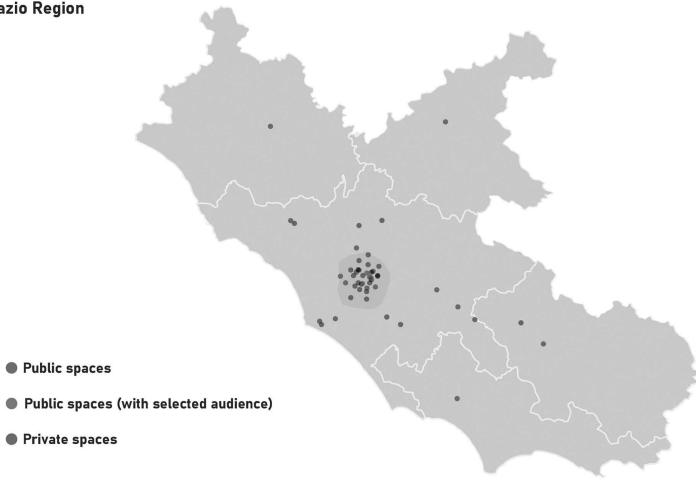 azio Region
Public spaces
Public spaces (with selected audience)
Private spaces